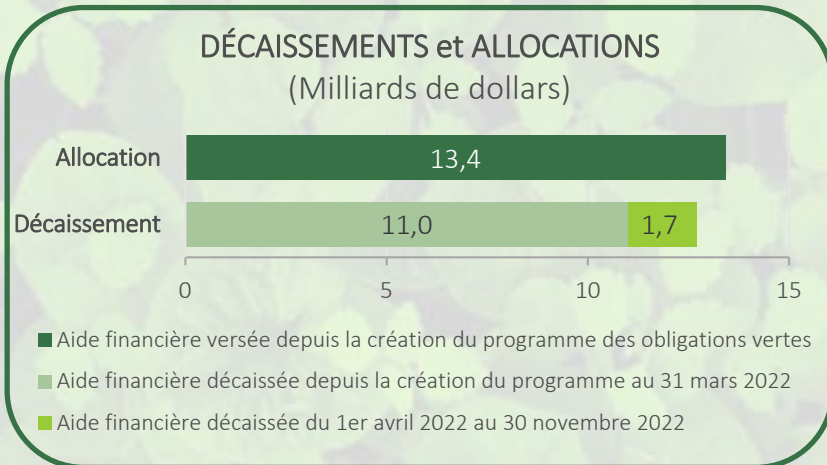 DÉCAISSEMENTS et ALLOCATIONS
(Milliards de dollars)
Allocation
13,4
Décaissement
11,0
1,7
0 5 10 15
Aide financière versée depuis la création du programme des obligations vertes
Aide financière décaissée depuis la création du programme au 31 mars 2022
Aide financière décaissée du 1er avril 2022 au 30 novembre 2022